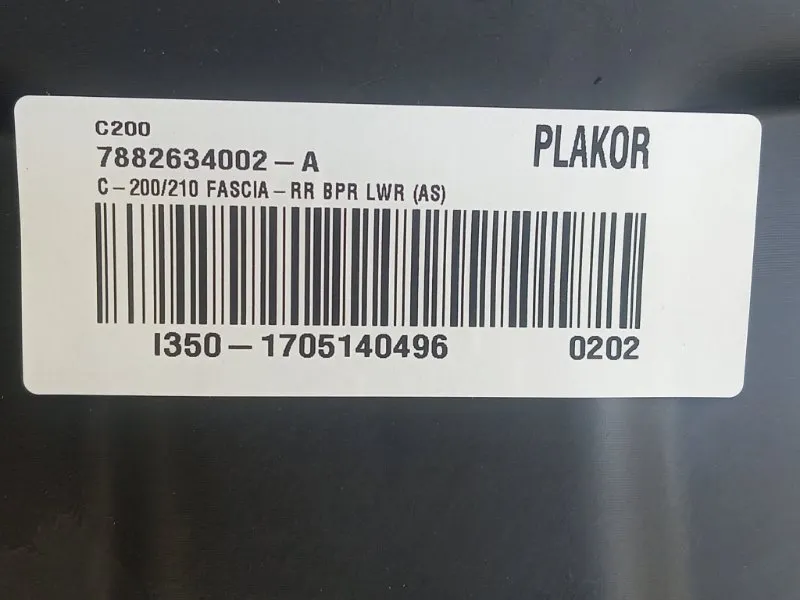 C200
7882634002-A
PLAKOR
C-200/210 FASCIA-RR BPR LWR (AS)
I350-1705140496
0202